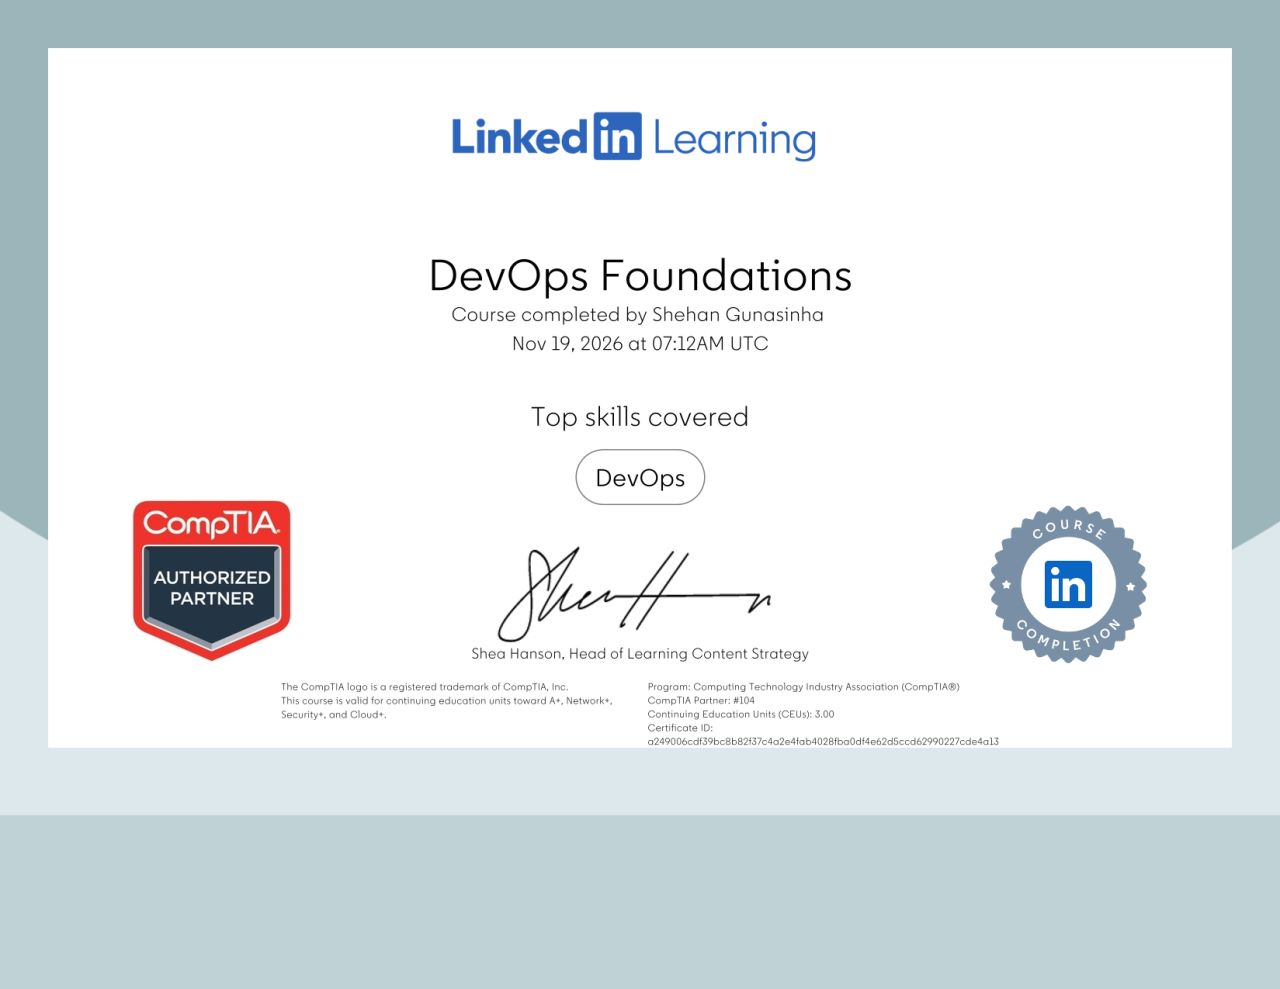 LinkedIn Learning
DevOps Foundations
Course completed by Shehan Gunasinha
Nov 19, 2026 at 07:12AM UTC
Top skills covered
DevOps
CompTIA.
AUTHORIZED
PARTNER
COURSE
in
COMPLETION
Shea Hanson, Head of Learning Content Strategy
The CompTIA logo is a registered trademark of CompTIA, Inc.
This course is valid for continuing education units toward A+, Network+,
Security+, and Cloud+.
Program: Computing Technology Industry Association (CompTIA®)
CompTIA Partner: #104
Continuing Education Units (CEUs): 3.00
Certificate ID:
a249006cdf39bc8b82f37c4a2e4fab4028fba0df4e62d5ccd62990227cde4a13